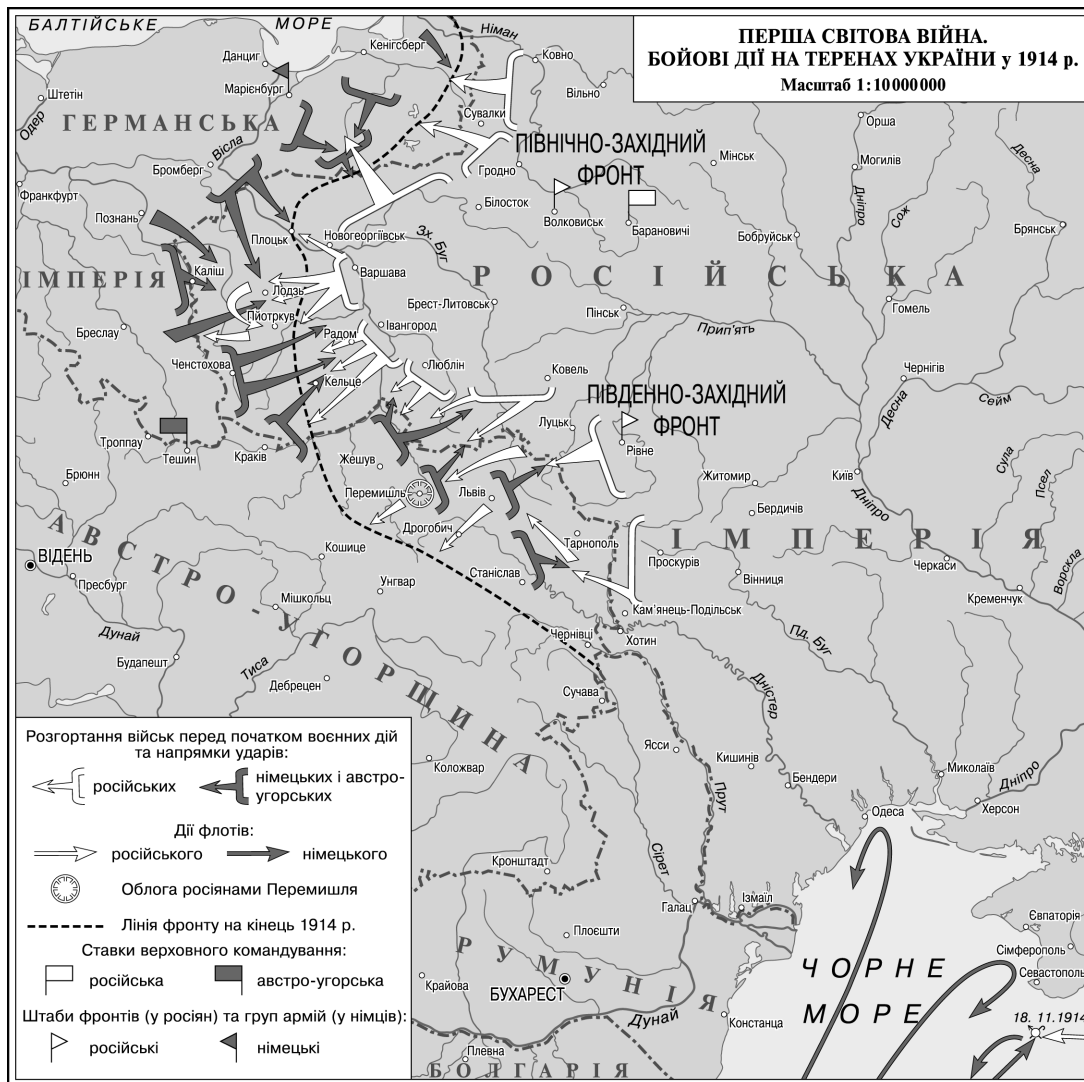 ПЕРША СВІТОВА ВІЙНА.
БОЙОВІ ДІЇ НА ТЕРЕНАХ УКРАЇНИ у 1914 р.
Масштаб 1:10000000
БАЛТІЙСЬКЕ МОРЕ
Німан
Кенігсберг
Ковно
Данциг
Марієнбург
Вільно
Штетін
Сувалки
Орша
Одер
ГЕРМАНСЬКА
Вісла
ПІВНІЧНО-ЗАХІДНИЙ
ФРОНТ
Мінськ
Могилів
Десна
Бромберг
Гродно
Франкфурт
Білосток
Волковиськ
Барановичі
Дніпро
Сож
Познань
Плоцьк
Новогеоргіївськ
Зх. Буг
Бобруйськ
Брянськ
ІМПЕРІЯ
Каліш
Варшава
РОСІЙСЬКА
Лодзь
Брест-Литовськ
Пінськ
Гомель
Бреслау
Пйотркув
Івангород
Прип'ять
Радом
Ченстохова
Люблін
Ковель
Чернігів
Кельце
ПІВДЕННО-ЗАХІДНИЙ
ФРОНТ
Десна
Сейм
Троппау
Тешин
Краків
Луцьк
Рівне
Жешув
Сула
Псел
Брюнн
Житомир
Київ
Перемишль
Львів
Дніпро
Бердичів
Дрогобич
АВСТРО-УГОРЩИНА
ВІДЕНЬ
Тарнополь
ІМПЕРІЯ
Кошице
Проскурів
Черкаси
Ворскла
Пресбург
Унгвар
Станіслав
Вінниця
Кременчук
Мішкольц
Кам'янець-Подільськ
Дунай
Чернівці
Хотин
Пд. Буг
Будапешт
Тиса
Дебрецен
Сучава
Дністер
Ясси
Кишинів
Коложвар
Миколаїв
Бендери
Прут
Дніпро
Херсон
Одеса
Кронштадт
Сірет
Галац
Ізмаїл
Євпаторія
Плоєшти
Сімферополь
РУМУНІЯ
ЧОРНЕ
МОРЕ
Севастополь
Крайова
БУХАРЕСТ
Дунай
Констанца
18. 11.1914
Плевна
БОЛГАРІЯ
Розгортання військ перед початком воєнних дій
та напрямки ударів:
російських
німецьких і австро-
угорських
Дії флотів:
російського
німецького
Облога росіянами Перемишля
Лінія фронту на кінець 1914 р.
Ставки верховного командування:
російська
австро-угорська
Штаби фронтів (у росіян) та груп армій (у німців):
російські
німецькі